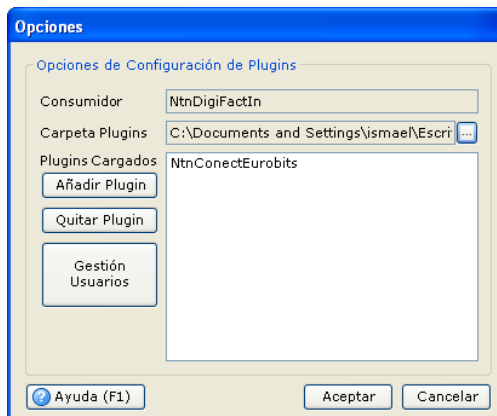 Opciones
Opciones de Configuración de Plugins
Consumidor NtnDigiFactIn
Carpeta Plugins C:\Documents and Settings\ismael\Escri ...
Plugins Cargados NtnConectEurobits
Añadir Plugin
Quitar Plugin
Gestión
Usuarios
Ayuda (F1) Aceptar Cancelar